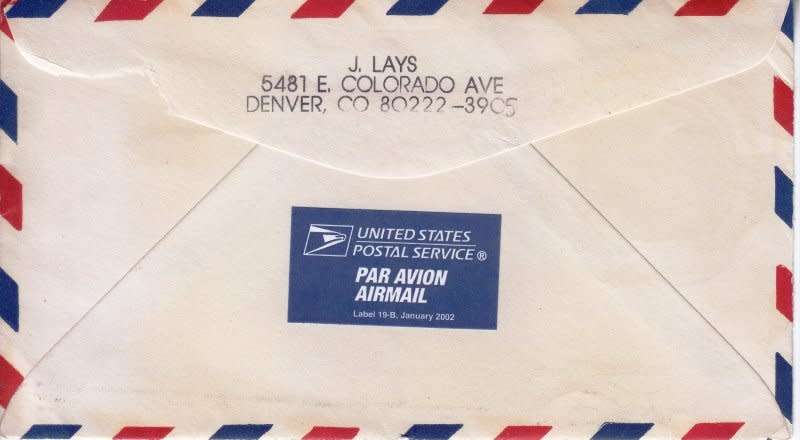 J. LAYS
5481 E. COLORADO AVE
DENVER, CO 80222-3905
UNITED STATES
POSTAL SERVICE®
PAR AVION
AIRMAIL
Label 19-B, January 2002